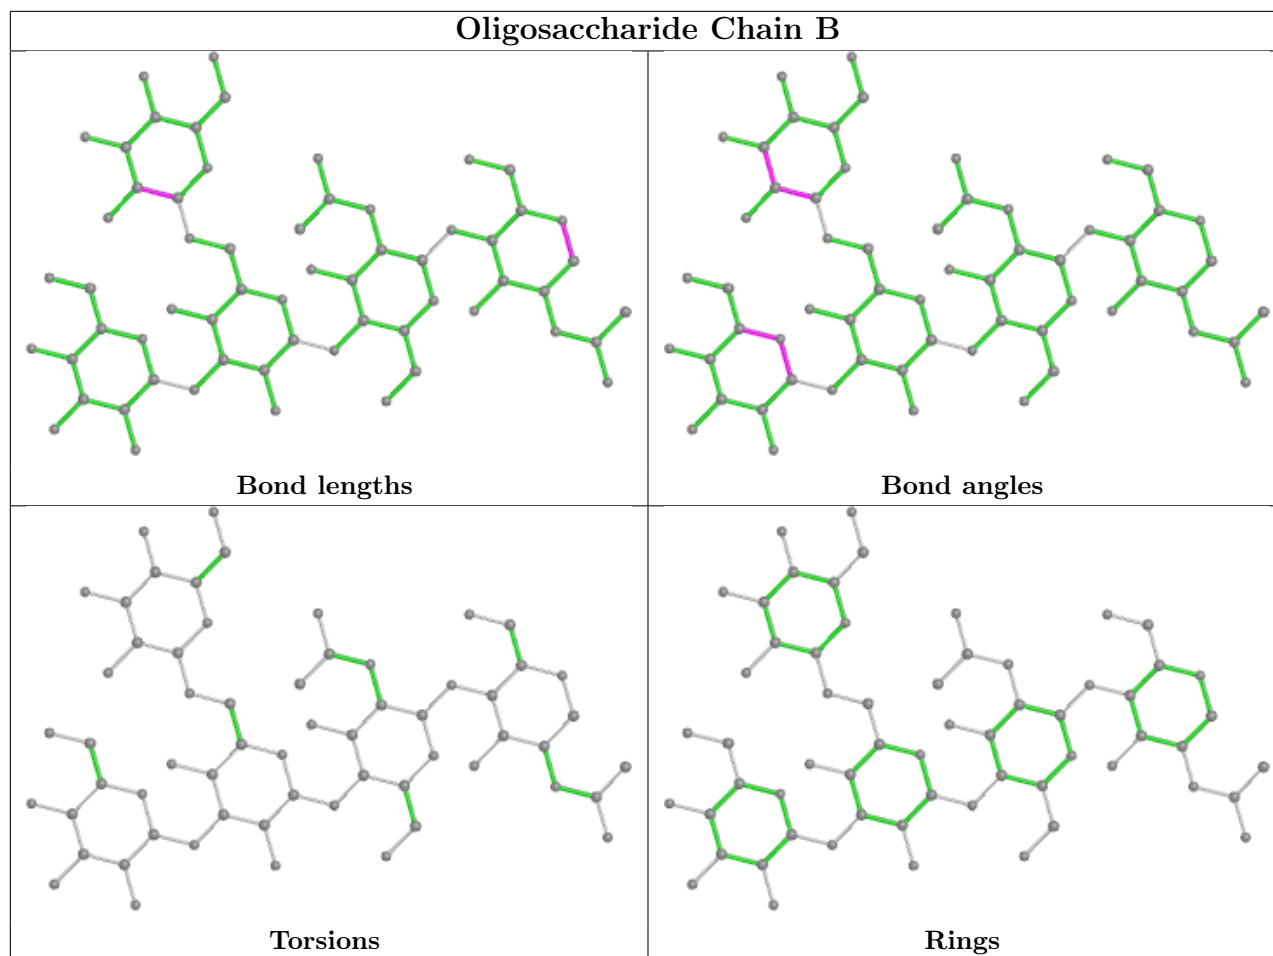 Oligosaccharide Chain B
Bond lengths
Bond angles
Torsions
Rings